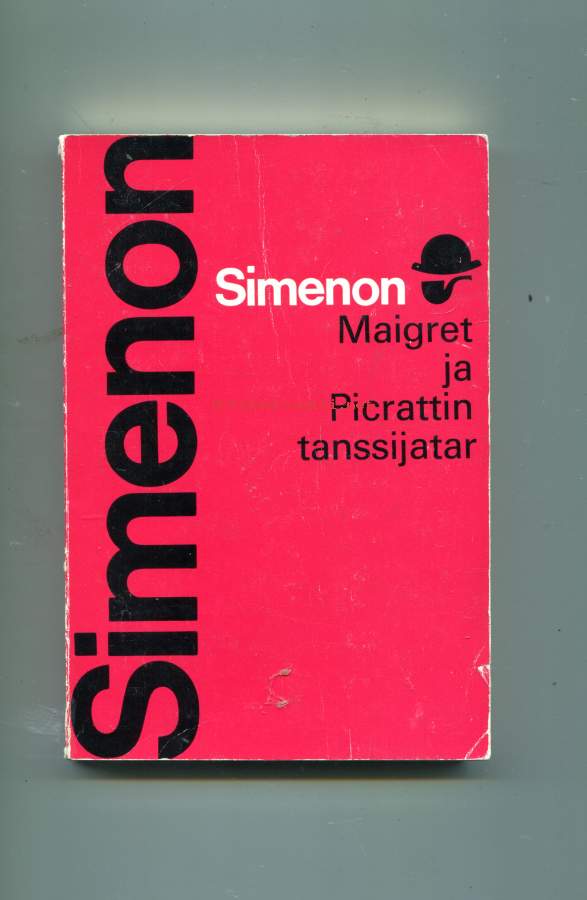 Simenon
Simenon
Maigret
ja
Picrattin
tanssijatar